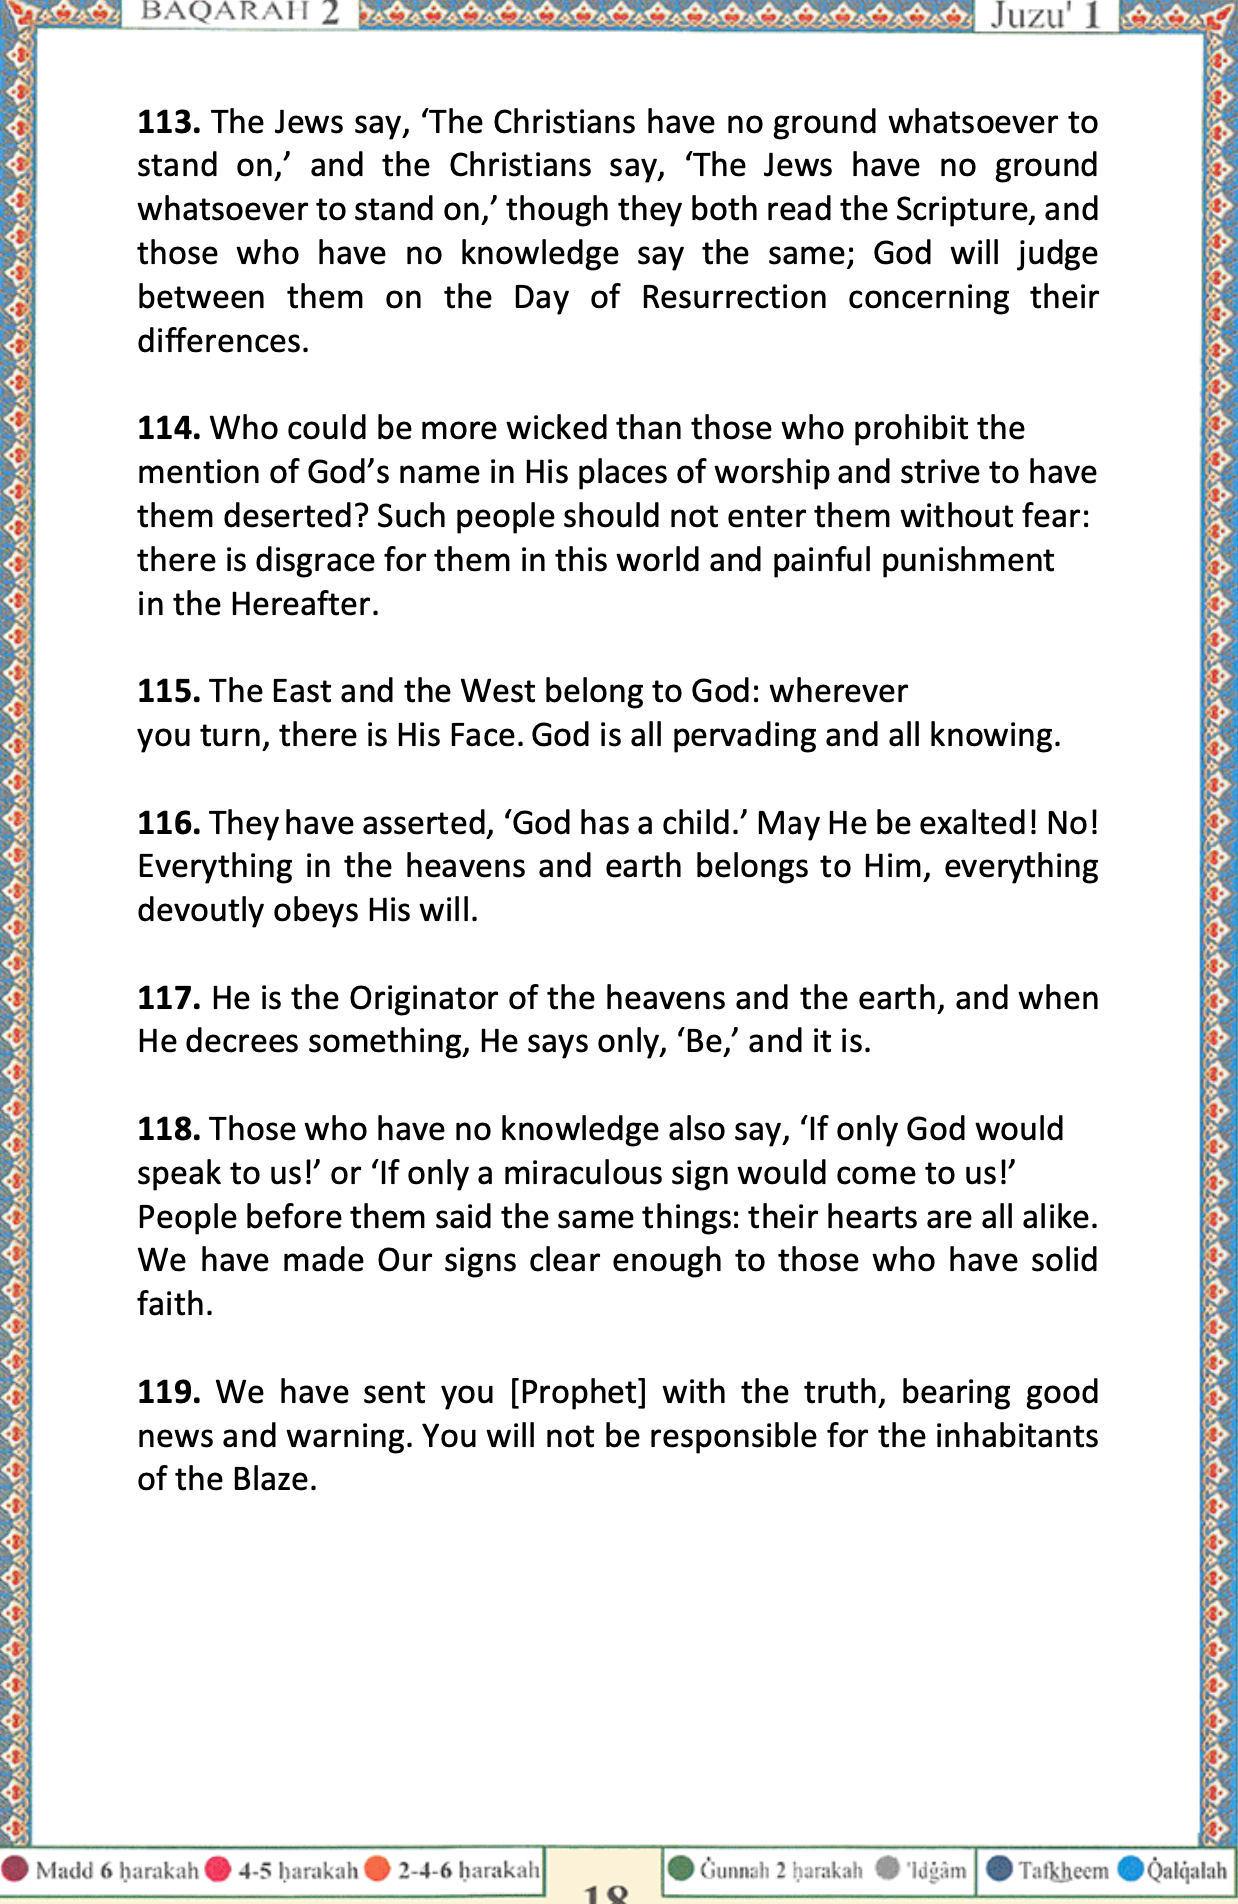 BAQARAH 2 Juzu' 1
113. The Jews say, ‘The Christians have no ground whatsoever to
stand on,’ and the Christians say, ‘The Jews have no ground
whatsoever to stand on,’ though they both read the Scripture, and
those who have no knowledge say the same; God will judge
between them on the Day of Resurrection concerning their
differences.
114. Who could be more wicked than those who prohibit the
mention of God’s name in His places of worship and strive to have
them deserted? Such people should not enter them without fear:
there is disgrace for them in this world and painful punishment
in the Hereafter.
115. The East and the West belong to God: wherever
you turn, there is His Face. God is all pervading and all knowing.
116. They have asserted, ‘God has a child.’ May He be exalted! No!
Everything in the heavens and earth belongs to Him, everything
devoutly obeys His will.
117. He is the Originator of the heavens and the earth, and when
He decrees something, He says only, ‘Be,’ and it is.
118. Those who have no knowledge also say, ‘If only God would
speak to us!’ or ‘If only a miraculous sign would come to us!’
People before them said the same things: their hearts are all alike.
We have made Our signs clear enough to those who have solid
faith.
119. We have sent you [Prophet] with the truth, bearing good
news and warning. You will not be responsible for the inhabitants
of the Blaze.
Madd 6 ḥarakah 4-5 ḥarakah 2-4-6 ḥarakah Ġunnah 2 ḥarakah 'Idġâm Tafkheem Q̇alq̇alah
18